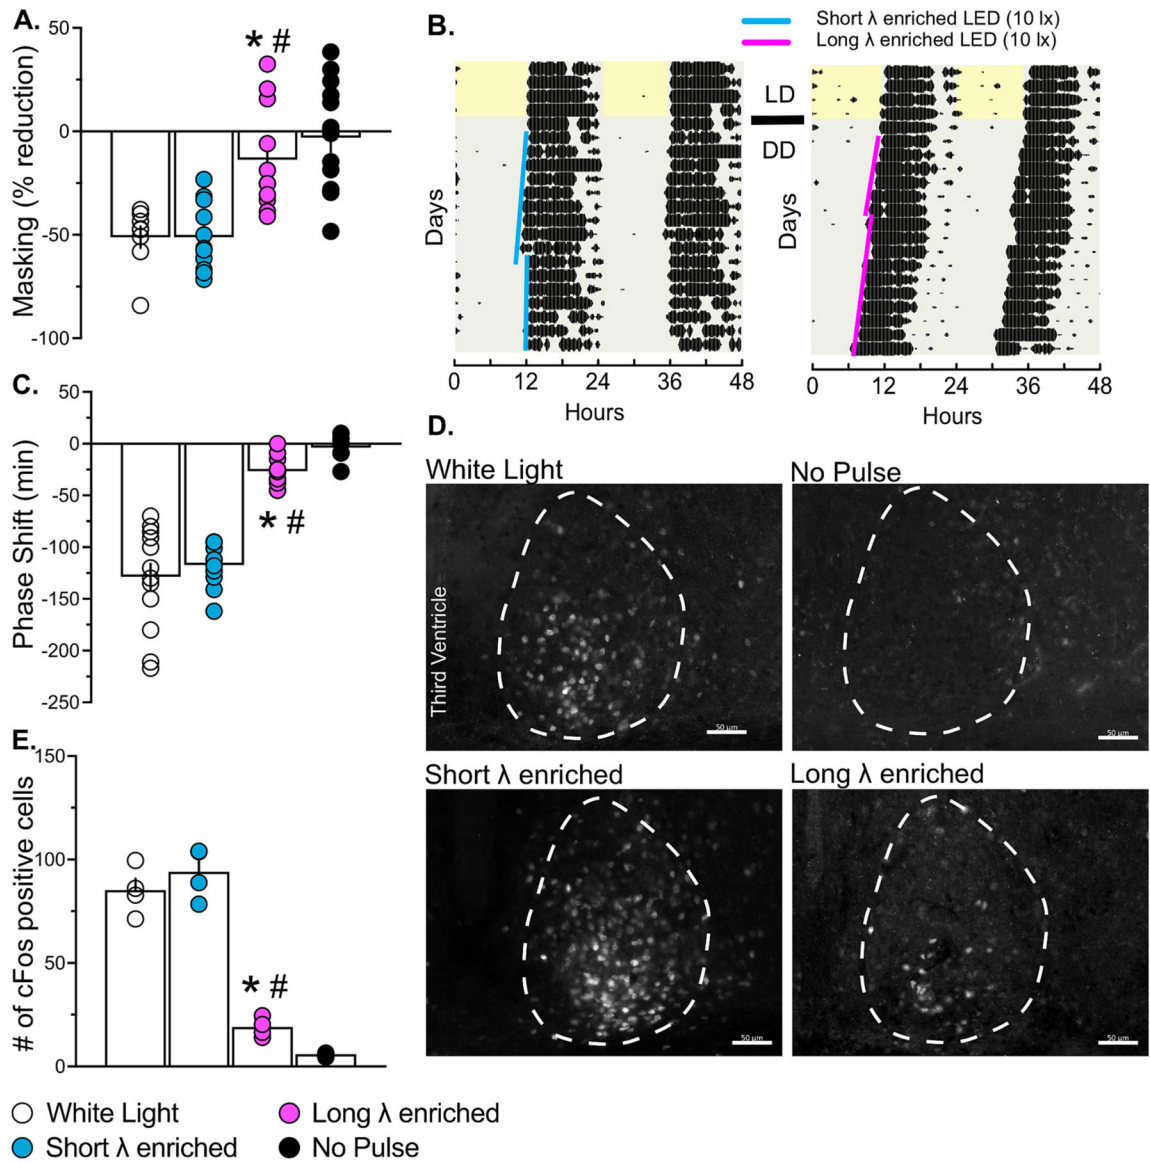 A.
Masking (% reduction)
50
0
-50
-100
* #
B.
Short λ enriched LED (10 lx)
Long λ enriched LED (10 lx)
LD
DD
Days
Days
0 12 24 36 48
Hours
0 12 24 36 48
Hours
C.
Phase Shift (min)
50
0
-50
-100
-150
-200
-250
* #
D.
White Light
No Pulse
Third Ventricle
50 µm
50 µm
Short λ enriched
Long λ enriched
50 µm
50 µm
E.
# of cFos positive cells
150
100
50
0
* #
White Light
Long λ enriched
Short λ enriched
No Pulse